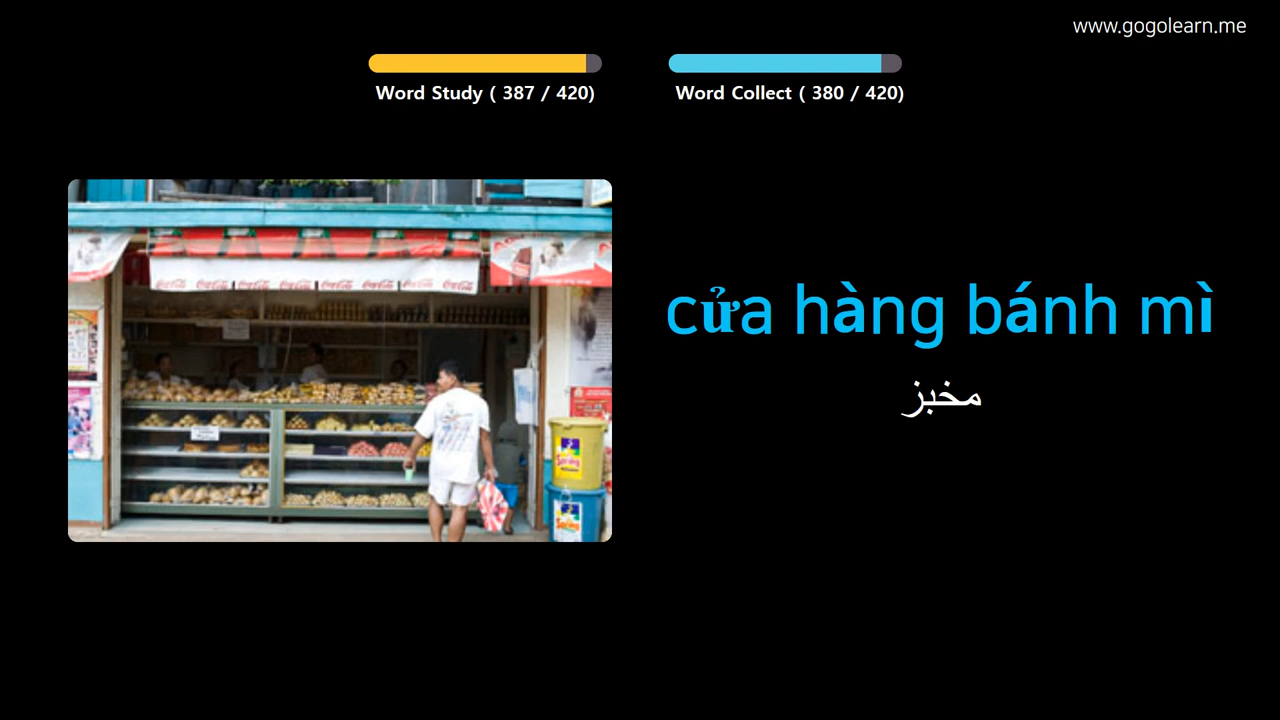 www.gogolearn.me
Word Study ( 387 / 420)
Word Collect ( 380 / 420)
cửa hàng bánh mì
مخبز